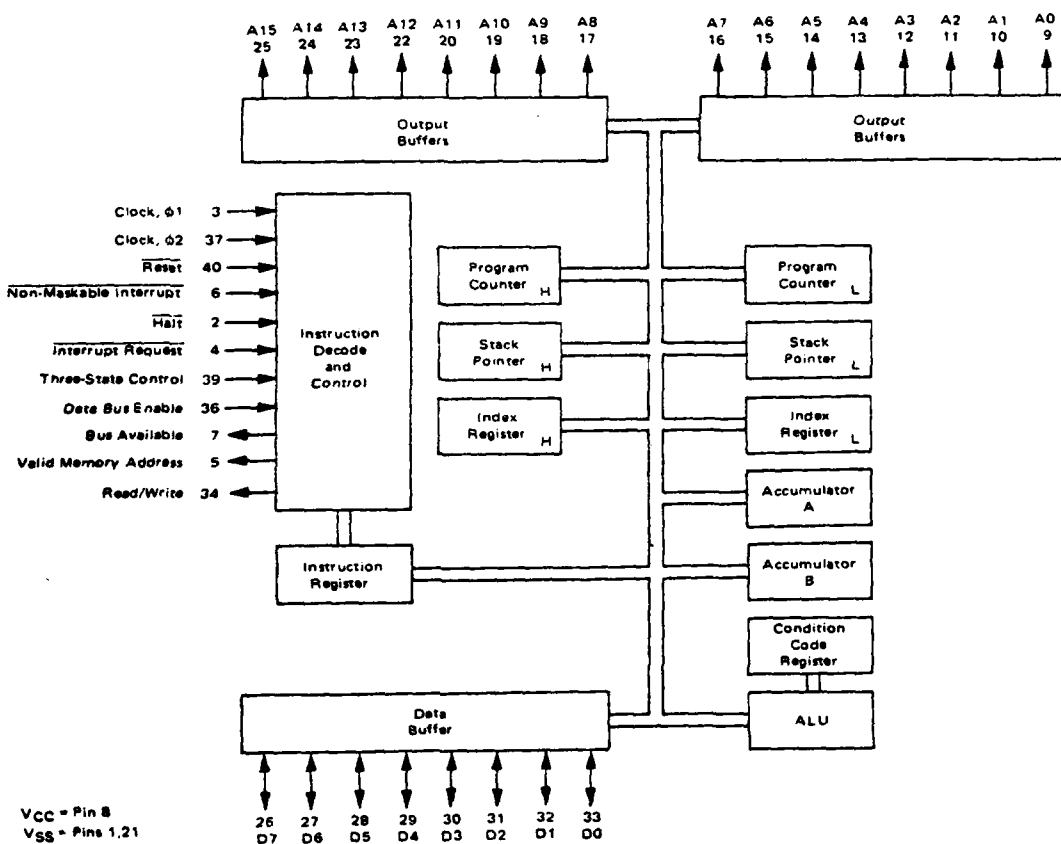 A15 A14 A13 A12 A11 A10 A9 A8
25 24 23 22 20 19 18 17
A7 A6 A5 A4 A3 A2 A1 A0
16 15 14 13 12 11 10 9
Output
Buffers
Output
Buffers
Clock, ϕ1 3
Clock, ϕ2 37
Reset 40
Non-Maskable Interrupt 6
Halt 2
Interrupt Request 4
Three-State Control 39
Data Bus Enable 36
Bus Available 7
Valid Memory Address 5
Read/Write 34
Instruction
Decode
and
Control
Instruction
Register
Program
Counter H
Program
Counter L
Stack
Pointer H
Stack
Pointer L
Index
Register H
Index
Register L
Accumulator
A
Accumulator
B
Condition
Code
Register
ALU
Data
Buffer
26 27 28 29 30 31 32 33
D7 D6 D5 D4 D3 D2 D1 D0
VCC = Pin 8
VSS = Pins 1,21